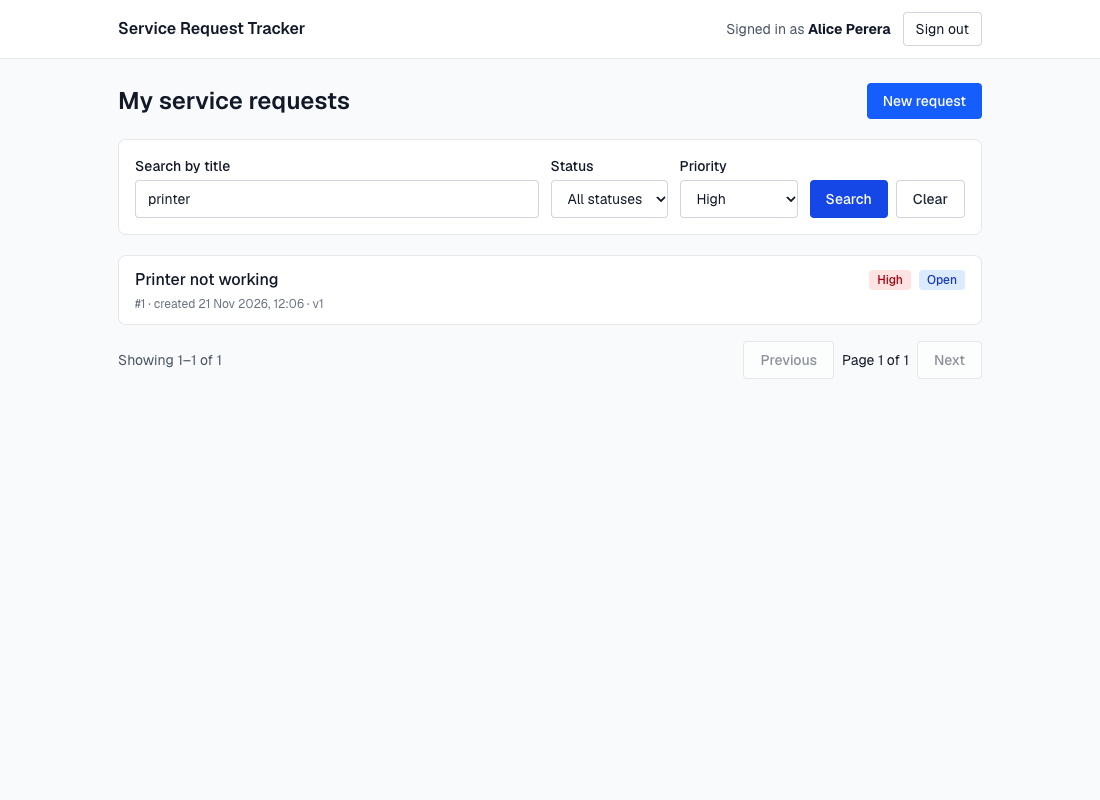 Service Request Tracker
Signed in as Alice Perera
Sign out
My service requests
New request
Search by title
Status
Priority
printer
All statuses
High
Search
Clear
Printer not working
High
Open
#1 · created 21 Nov 2026, 12:06 · v1
Showing 1–1 of 1
Previous
Page 1 of 1
Next